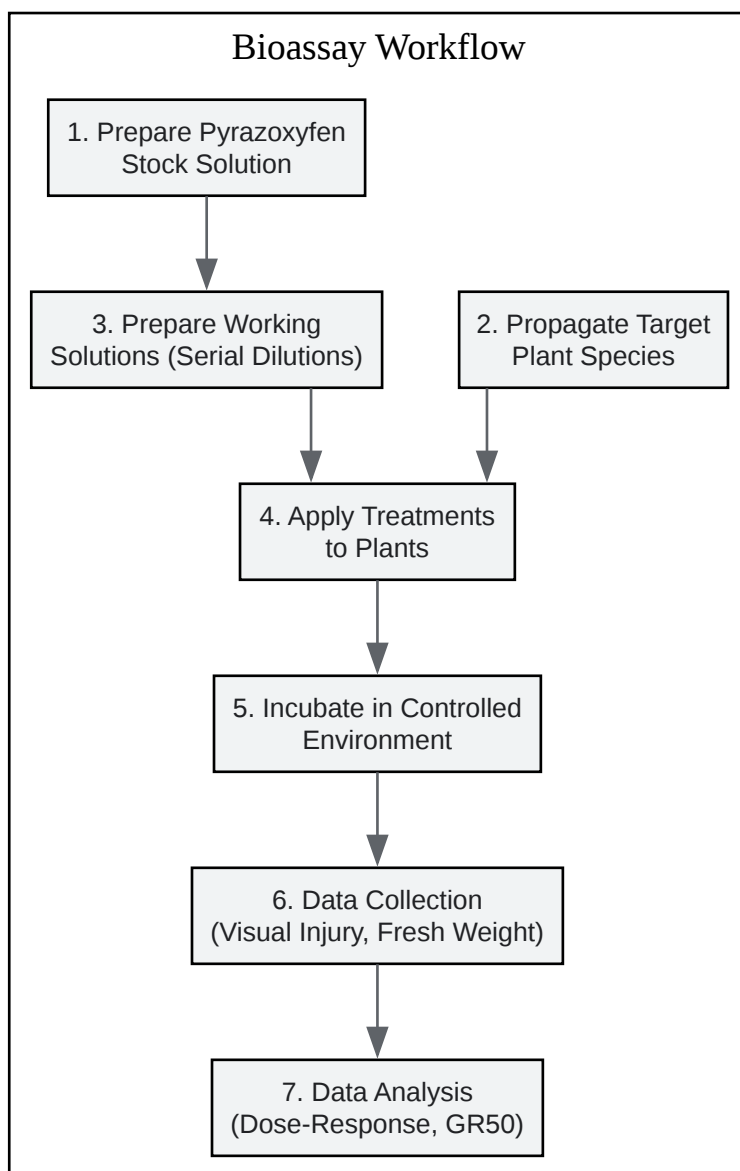 Bioassay Workflow
1. Prepare Pyrazoxyfen
Stock Solution
3. Prepare Working
Solutions (Serial Dilutions)
2. Propagate Target
Plant Species
4. Apply Treatments
to Plants
5. Incubate in Controlled
Environment
6. Data Collection
(Visual Injury, Fresh Weight)
7. Data Analysis
(Dose-Response, GR50)